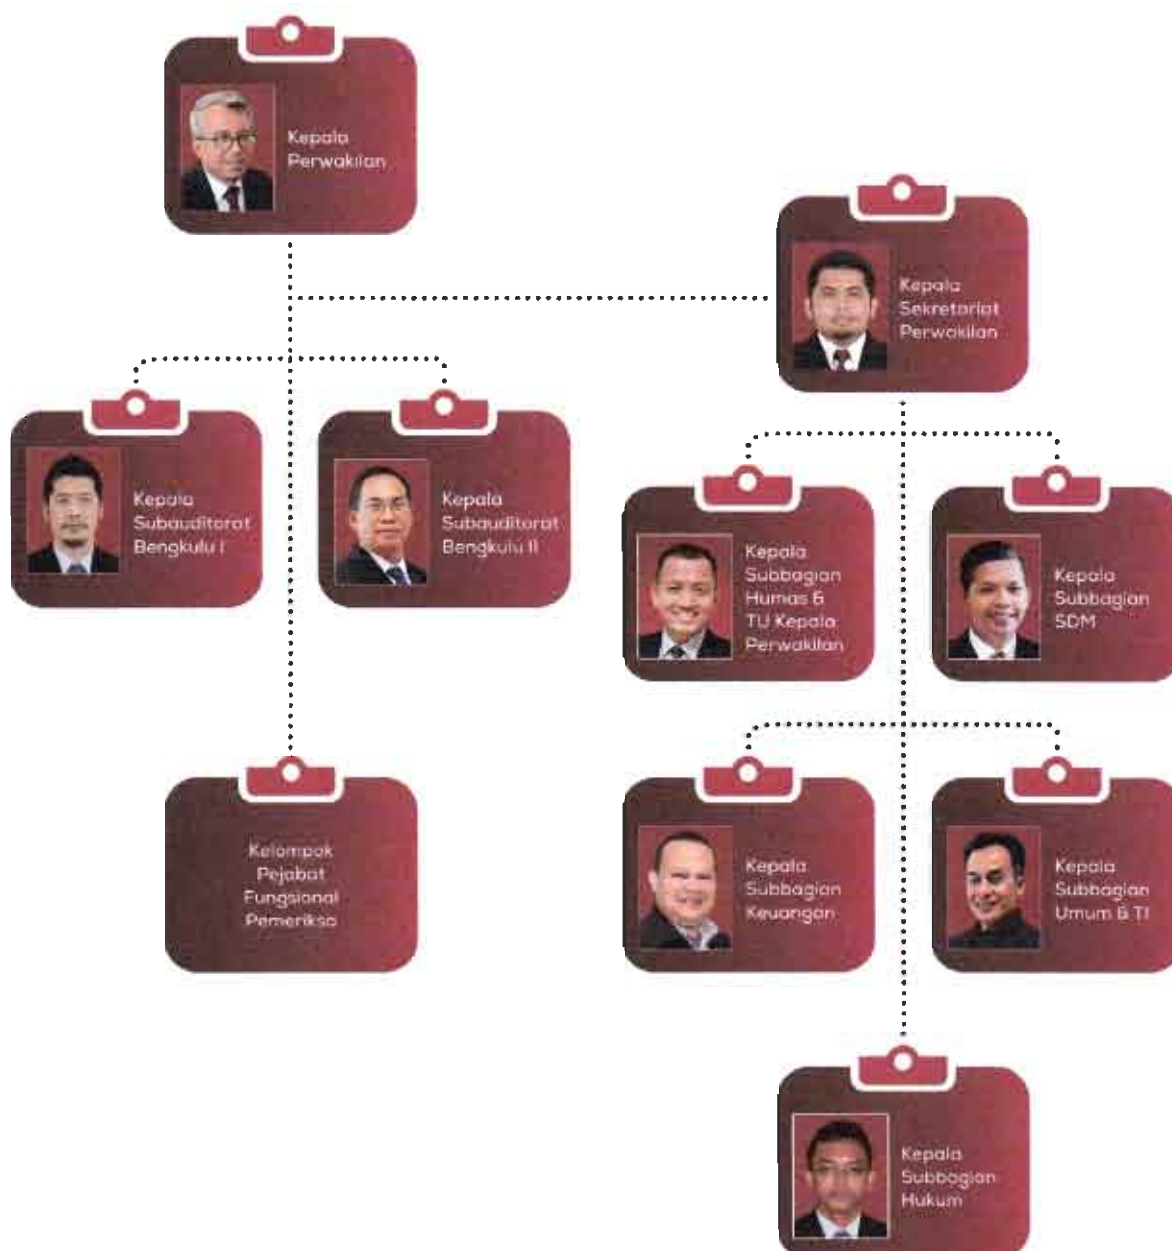 Kepala
Perwakilan
Kepala
Sekretariat
Perwakilan
Kepala
Subauditorat
Bengkulu I
Kepala
Subauditorat
Bengkulu II
Kepala
Subbagian
Humas &
TU Kepala
Perwakilan
Kepala
Subbagian
SDM
Kelompok
Pejabat
Fungsional
Pemeriksa
Kepala
Subbagian
Keuangan
Kepala
Subbagian
Umum & TI
Kepala
Subbagian
Hukum